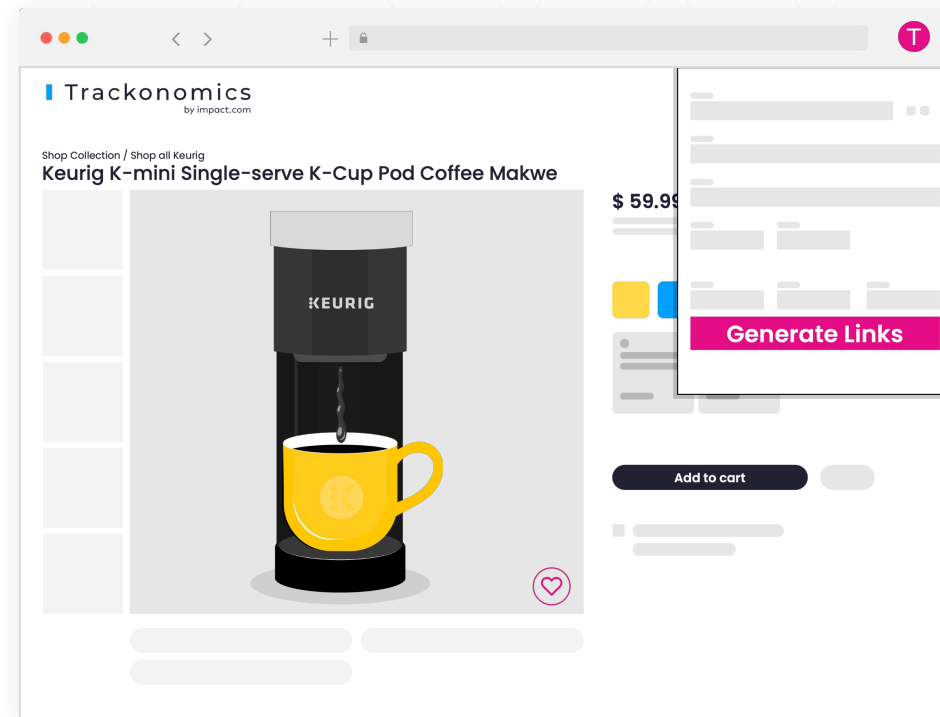 T
Trackonomics
by impact.com
Shop Collection / Shop all Keurig
Keurig K-mini Single-serve K-Cup Pod Coffee Makwe
$ 59.99
KEURIG
Generate Links
Add to cart
K